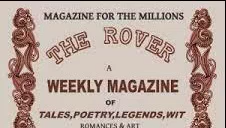 MAGAZINE FOR THE MILLIONS
THE ROVER
A
WEEKLY MAGAZINE
OF
TALES,POETRY,LEGENDS,WIT
ROMANCES & ART